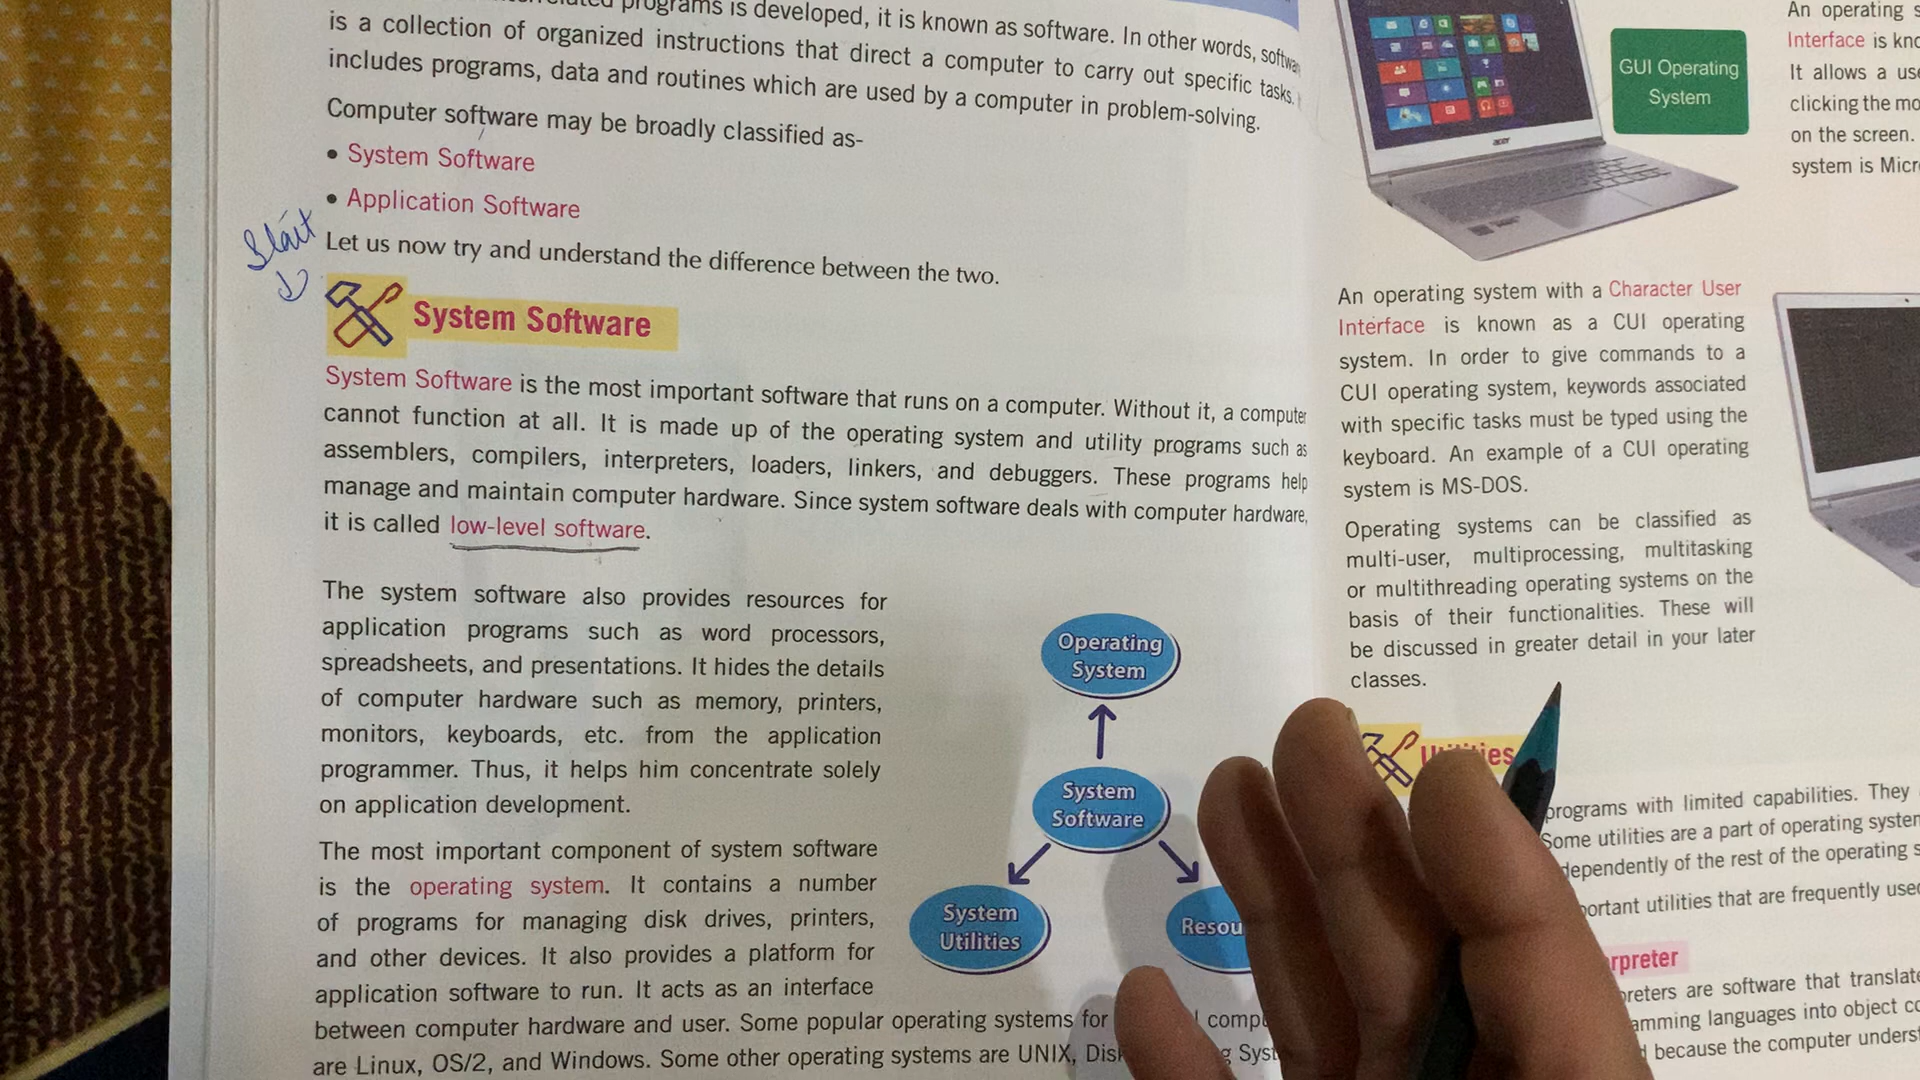 programs is developed, it is known as software. In other words,
is a collection of organized instructions that direct a computer to carry out specific tasks.
includes programs, data and routines which are used by a computer in problem-solving.
Computer software may be broadly classified as-
• System Software
• Application Software
Start
Let us now try and understand the difference between the two.
System Software
System Software is the most important software that runs on a computer. Without it, a computer
cannot function at all. It is made up of the operating system and utility programs such as
assemblers, compilers, interpreters, loaders, linkers, and debuggers. These programs help
manage and maintain computer hardware. Since system software deals with computer hardware,
it is called low-level software.
The system software also provides resources for
application programs such as word processors,
spreadsheets, and presentations. It hides the details
of computer hardware such as memory, printers,
monitors, keyboards, etc. from the application
programmer. Thus, it helps him concentrate solely
on application development.
The most important component of system software
is the operating system. It contains a number
of programs for managing disk drives, printers,
and other devices. It also provides a platform for
application software to run. It acts as an interface
between computer hardware and user. Some popular operating systems for
are Linux, OS/2, and Windows. Some other operating systems are UNIX,
Operating
System
System
Software
System
Utilities
acer
GUI Operating
System
An operating
Interface is
It allows a
clicking the
on the screen.
system is
An operating system with a Character User
Interface is known as a CUI operating
system. In order to give commands to a
CUI operating system, keywords associated
with specific tasks must be typed using the
keyboard. An example of a CUI operating
system is MS-DOS.
Operating systems can be classified as
multi-user, multiprocessing, multitasking
or multithreading operating systems on the
basis of their functionalities. These will
be discussed in greater detail in your later
classes.
Utilities
programs with limited capabilities. They
Some utilities are a part of operating
of the rest of the operating
utilities that are frequently
are software that
languages into object
because the computer